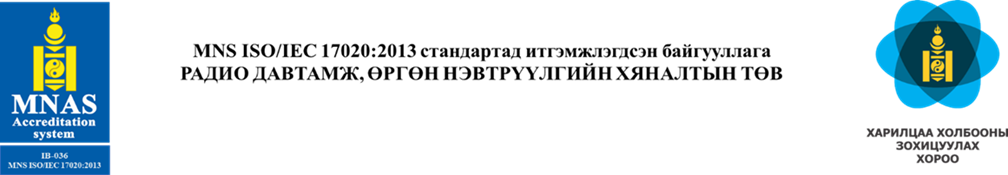 MNAS
Accreditation
system
IB-036
MNS ISO/IEC 17020:2013
MNS ISO/IEC 17020:2013 стандартад итгэмжлэгдсэн байгууллага
РАДИО ДАВТАМЖ, ӨРГӨН НЭВТРҮҮЛГИЙН ХЯНАЛТЫН ТӨВ
ХАРИЛЦАА ХОЛБООНЫ
ЗОХИЦУУЛАХ
ХОРОО